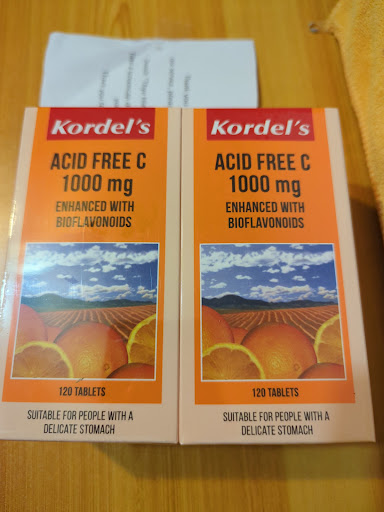 Kordel's
ACID FREE C
1000 mg
ENHANCED WITH
BIOFLAVONOIDS
120 TABLETS
SUITABLE FOR PEOPLE WITH A
DELICATE STOMACH
Kordel's
ACID FREE C
1000 mg
ENHANCED WITH
BIOFLAVONOIDS
120 TABLETS
SUITABLE FOR PEOPLE WITH A
DELICATE STOMACH